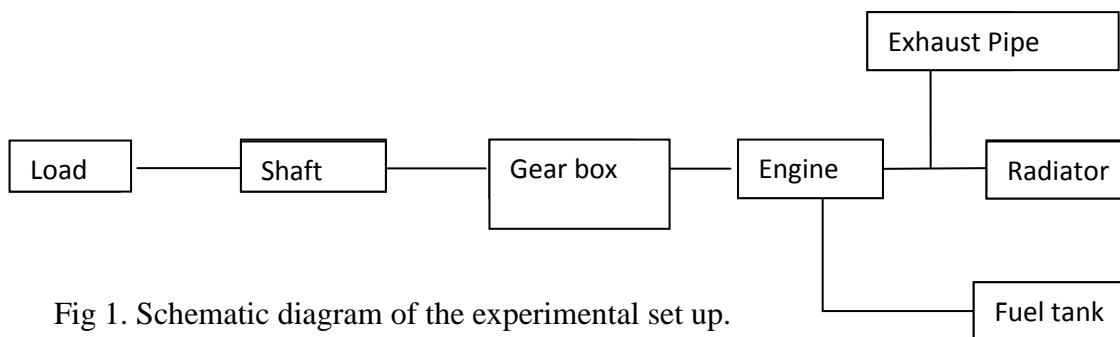 Exhaust Pipe
Load
Shaft
Gear box
Engine
Radiator
Fuel tank
Fig 1. Schematic diagram of the experimental set up.